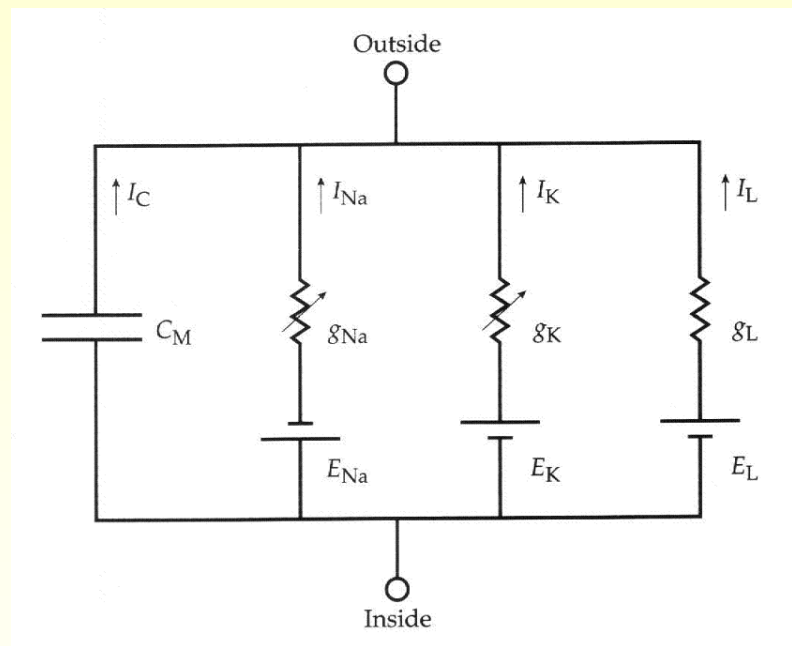 Outside
I_C
I_Na
I_K
I_L
C_M
g_Na
g_K
g_L
E_Na
E_K
E_L
Inside